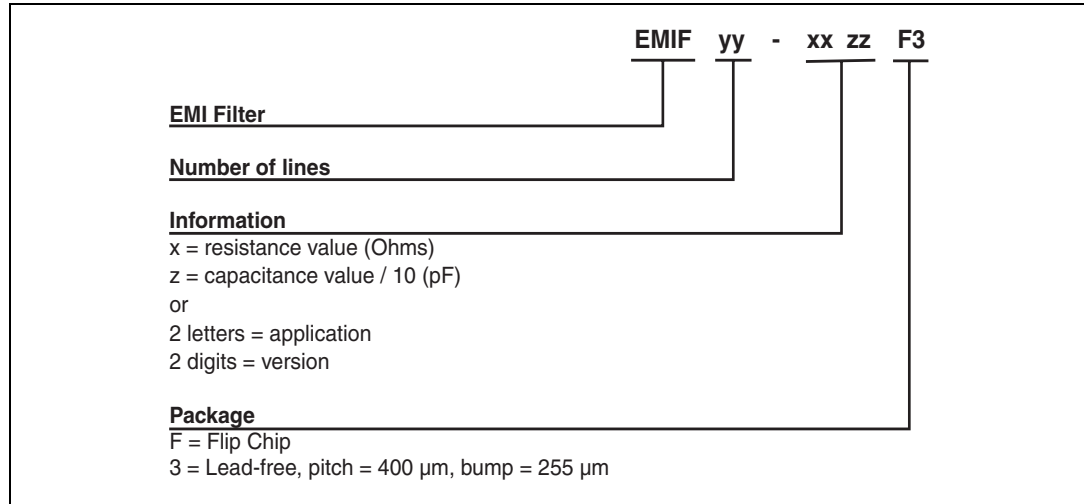 EMIF yy - xx zz F3
EMI Filter
Number of lines
Information
x = resistance value (Ohms)
z = capacitance value / 10 (pF)
or
2 letters = application
2 digits = version
Package
F = Flip Chip
3 = Lead-free, pitch = 400 µm, bump = 255 µm